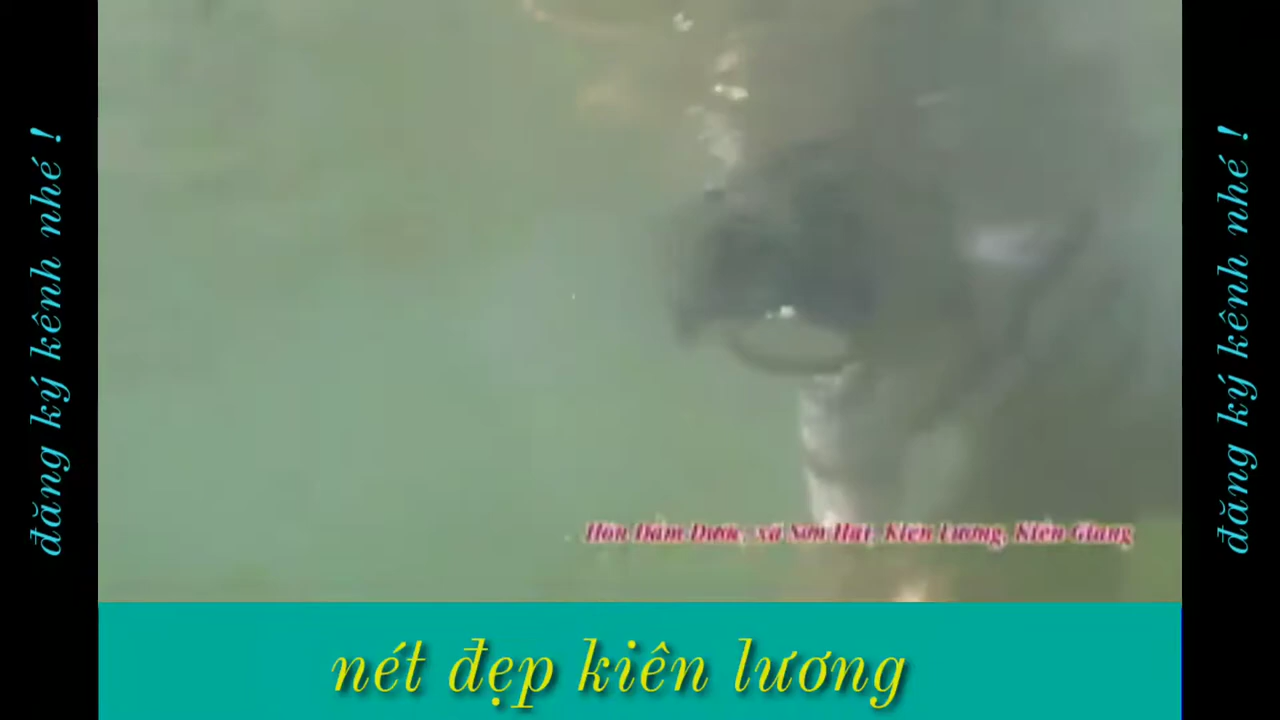 đăng ký kênh nhé !
đăng ký kênh nhé !
Hòn Đầm Dước, xã Sơn Hải, Kiên Lương, Kiên Giang
nét đẹp kiên lương